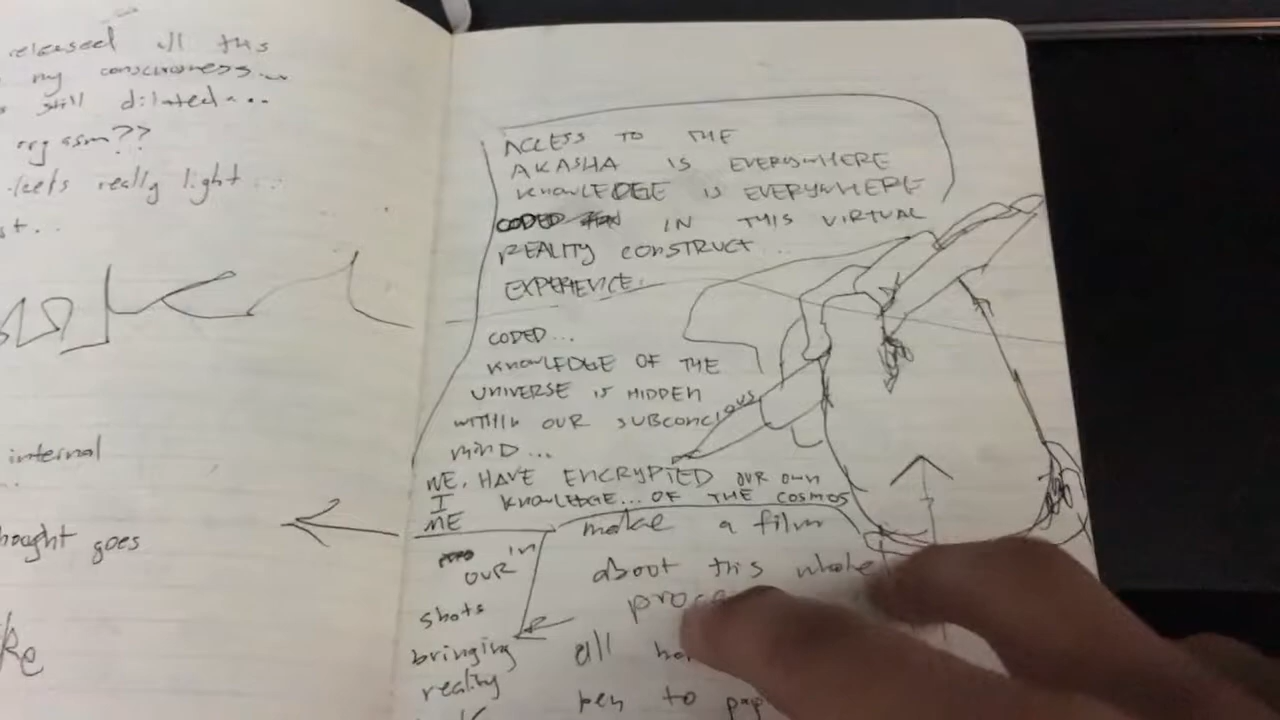 released all this
my consciousness...
still dilated...
orgasm??
feels really light...
internal
thought goes
ACCESS TO THE
AKASHA IS EVERYWHERE
KNOWLEDGE IS EVERYWHERE
CODED IN THIS VIRTUAL
REALITY CONSTRUCT...
EXPERIENCE.
CODED...
KNOWLEDGE OF THE
UNIVERSE IS HIDDEN
WITHIN OUR SUBCONCIOUS
MIND...
WE, HAVE ENCRYPTED OUR OWN
I KNOWLEDGE... OF THE COSMOS
ME
make a film
about this whole
in
OUR
shots
bringing
reality
all
pen to